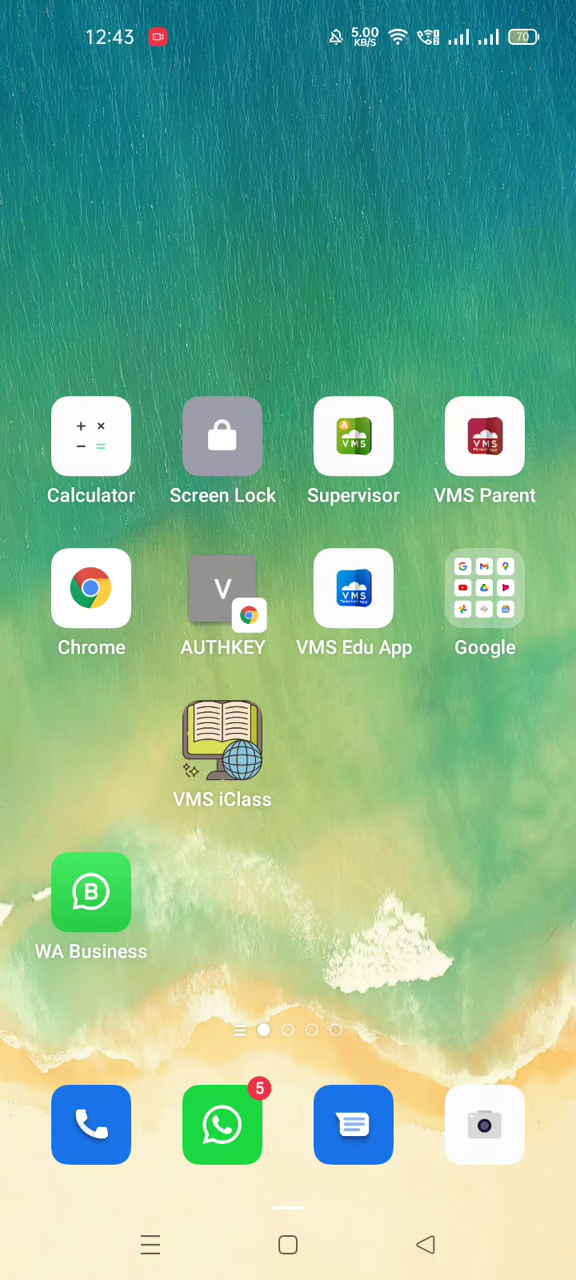 12:43 5.00 KB/S 70
Calculator Screen Lock Supervisor VMS Parent
V
Chrome AUTHKEY VMS Edu App Google
VMS iClass
B
WA Business
5